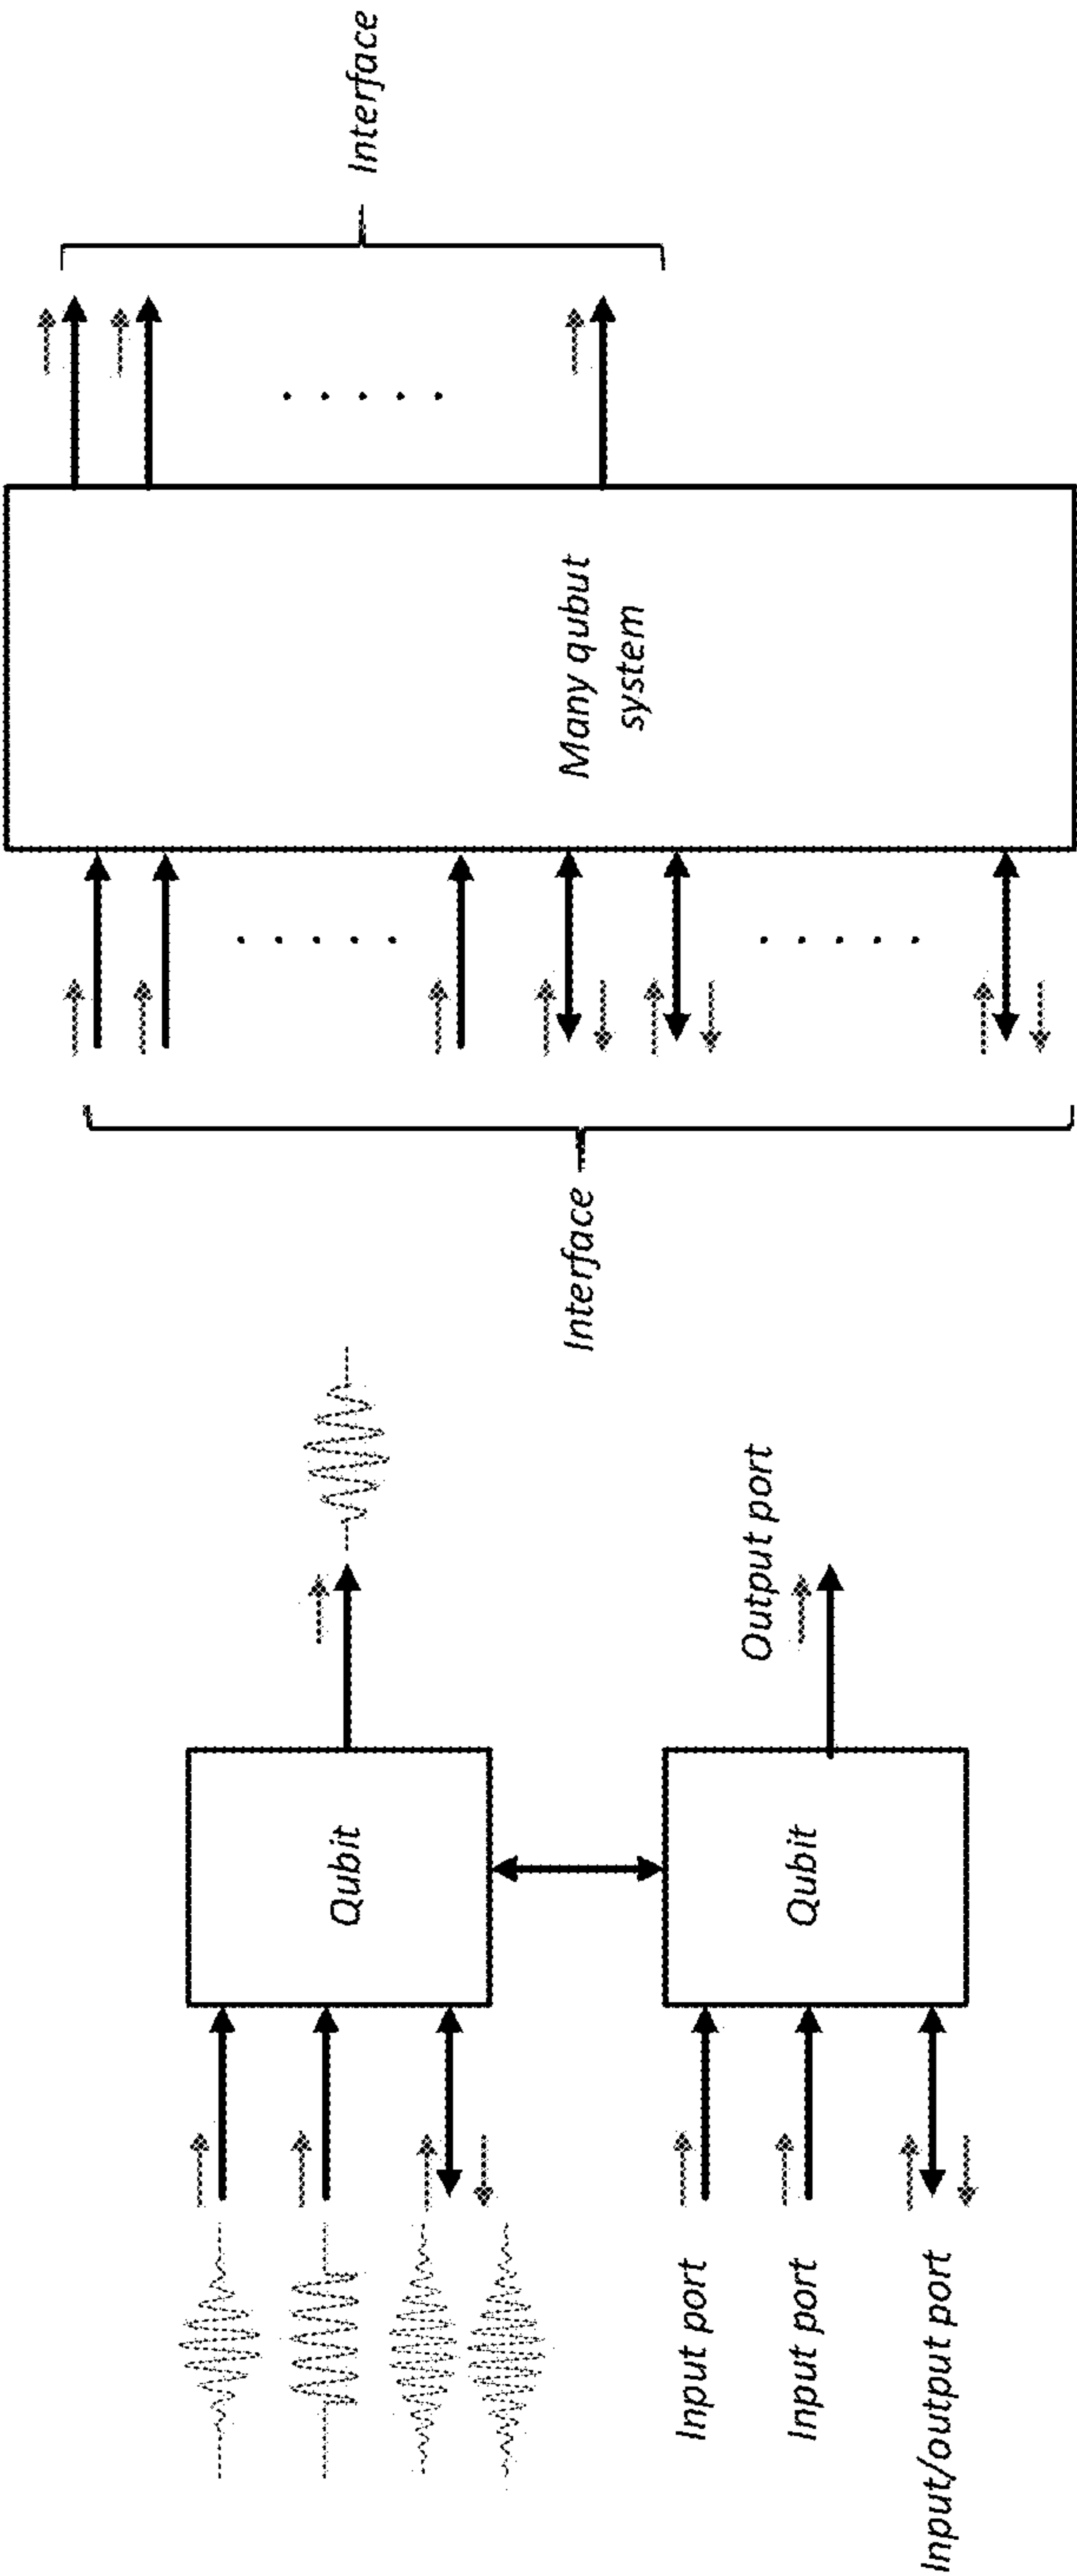 Qubit
Output port
Input port
Input port
Input/output port
Qubit
Interface
Many qubut
system
Interface